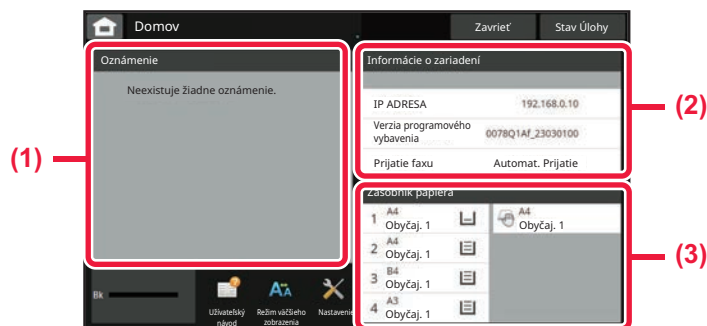 Domov
Zavrieť
Stav Úlohy
Oznámenie
Neexistuje žiadne oznámenie.
(1)
Informácie o zariadení
IP ADRESA 192.168.0.10
Verzia programového
vybavenia 0078Q1Af_23030100
Prijatie faxu Automat. Prijatie
(2)
Zásobník papiera
1 A4
Obyčaj. 1
2 A4
Obyčaj. 1
3 B4
Obyčaj. 1
4 A3
Obyčaj. 1
A4
Obyčaj. 1
(3)
Bk
Užívateľský
návod
Režim väčšieho
zobrazenia
Nastavenie